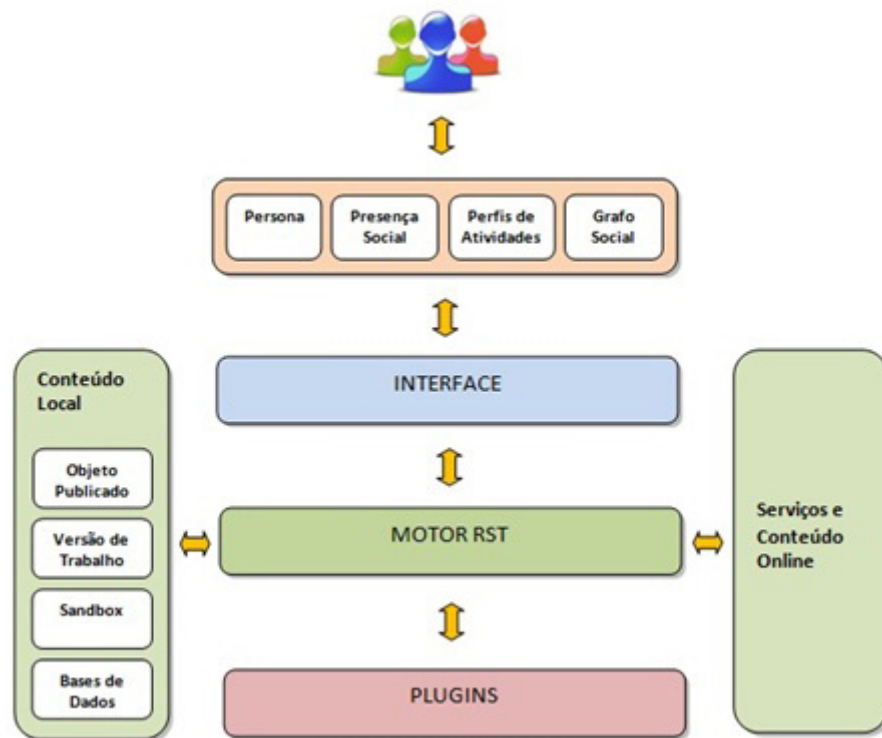 Persona
Presença
Social
Perfis de
Atividades
Grafo
Social
Conteúdo
Local
Objeto
Publicado
Versão de
Trabalho
Sandbox
Bases de
Dados
INTERFACE
MOTOR RST
PLUGINS
Serviços e
Conteúdo
Online